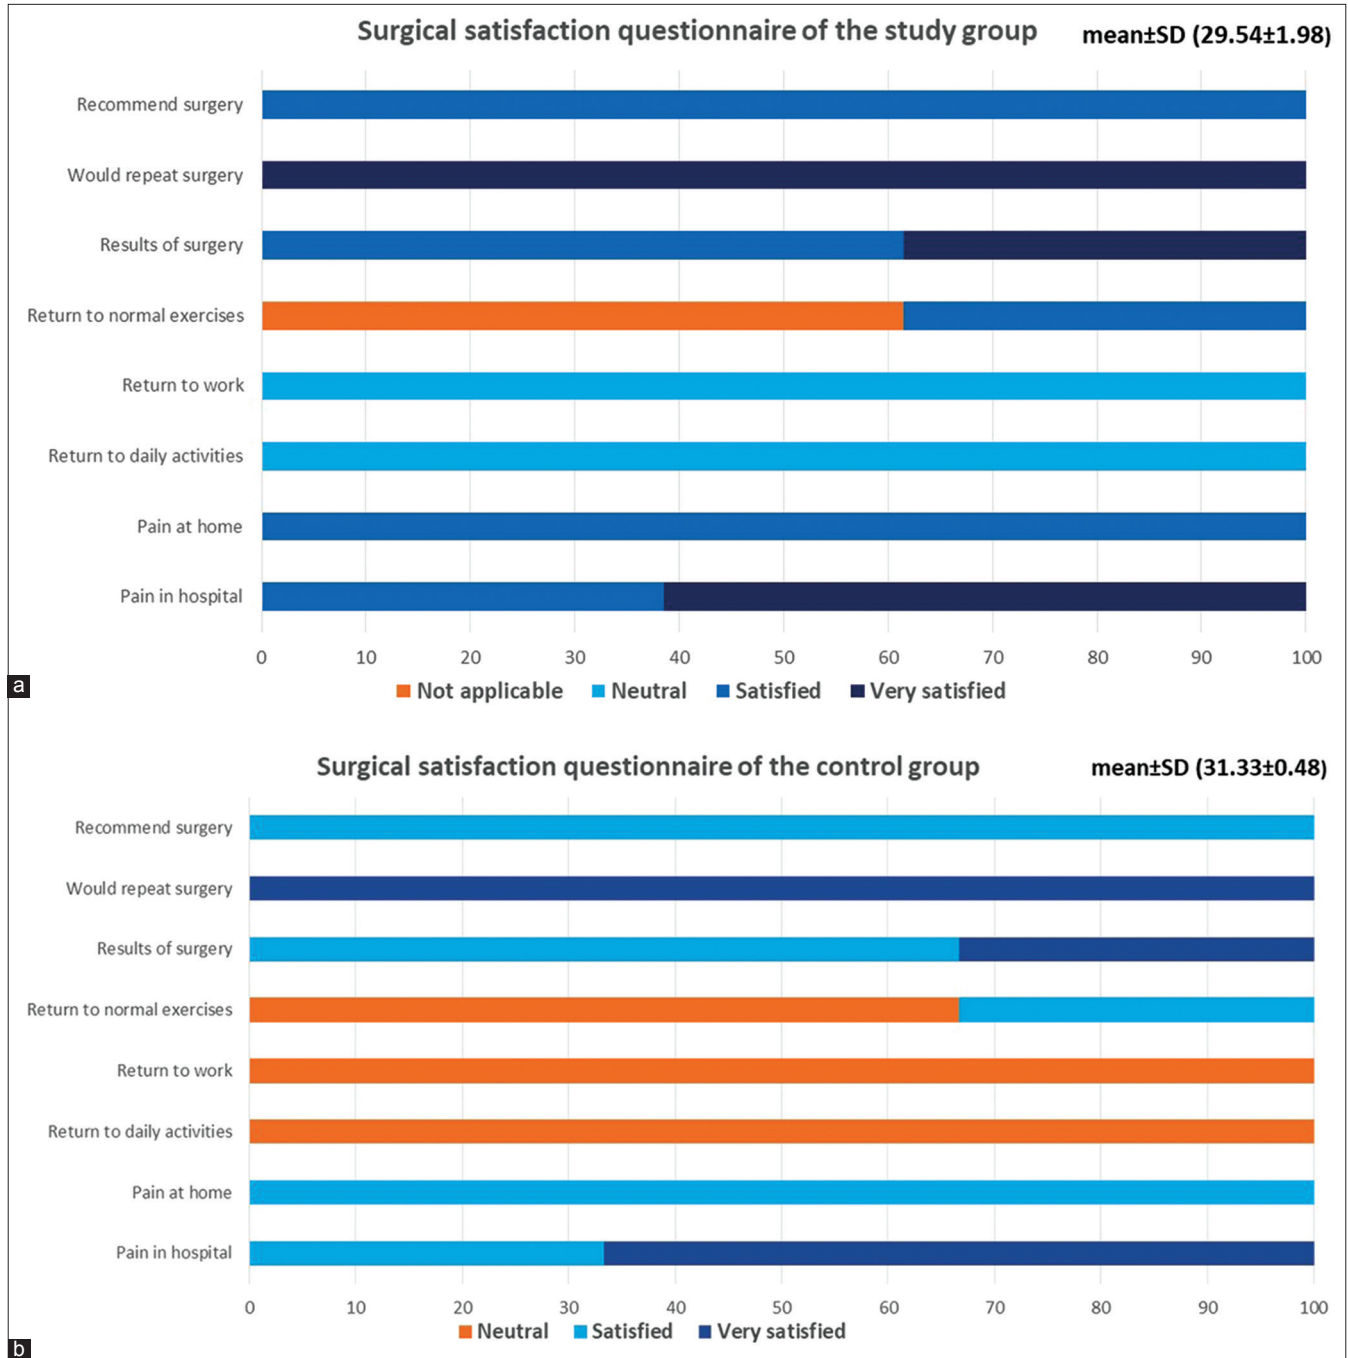 Surgical satisfaction questionnaire of the study group mean±SD (29.54±1.98)
Recommend surgery
Would repeat surgery
Results of surgery
Return to normal exercises
Return to work
Return to daily activities
Pain at home
Pain in hospital
0 10 20 30 40 50 60 70 80 90 100
a
Not applicable Neutral Satisfied Very satisfied
Surgical satisfaction questionnaire of the control group mean±SD (31.33±0.48)
Recommend surgery
Would repeat surgery
Results of surgery
Return to normal exercises
Return to work
Return to daily activities
Pain at home
Pain in hospital
0 10 20 30 40 50 60 70 80 90 100
Neutral Satisfied Very satisfied
b